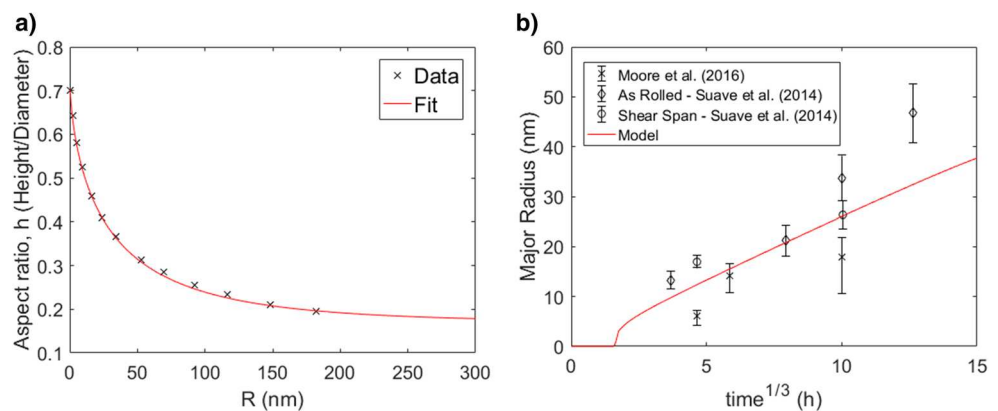 a)
Aspect ratio, h (Height/Diameter)
0.8
0.7
0.6
0.5
0.4
0.3
0.2
0.1
Data
Fit
0 50 100 150 200 250 300
R (nm)
b)
Major Radius (nm)
60
50
40
30
20
10
0
Moore et al. (2016)
As Rolled - Suave et al. (2014)
Shear Span - Suave et al. (2014)
Model
0 5 10 15
time^1/3 (h)